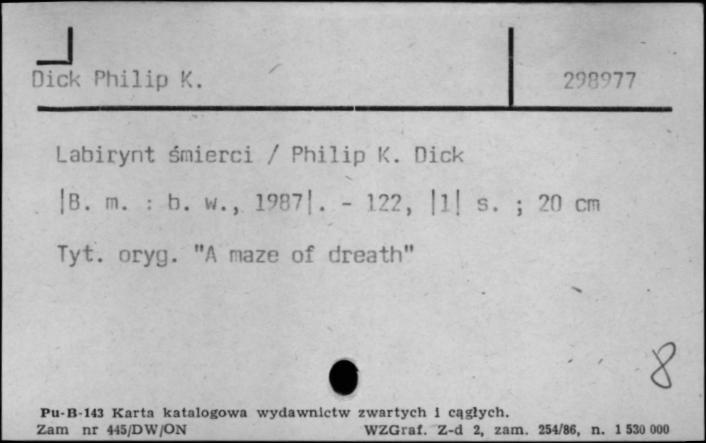 Dick Philip K.
298977
Labirynt śmierci / Philip K. Dick
|B. m. : b. w., 1987|. - 122, |1| s. ; 20 cm
Tyt. oryg. "A maze of dreath"
8
Pu-B-143 Karta katalogowa wydawnictw zwartych i cągłych.
Zam nr 445/DW/ON WZGraf. Z-d 2, zam. 254/86, n. 1 530 000